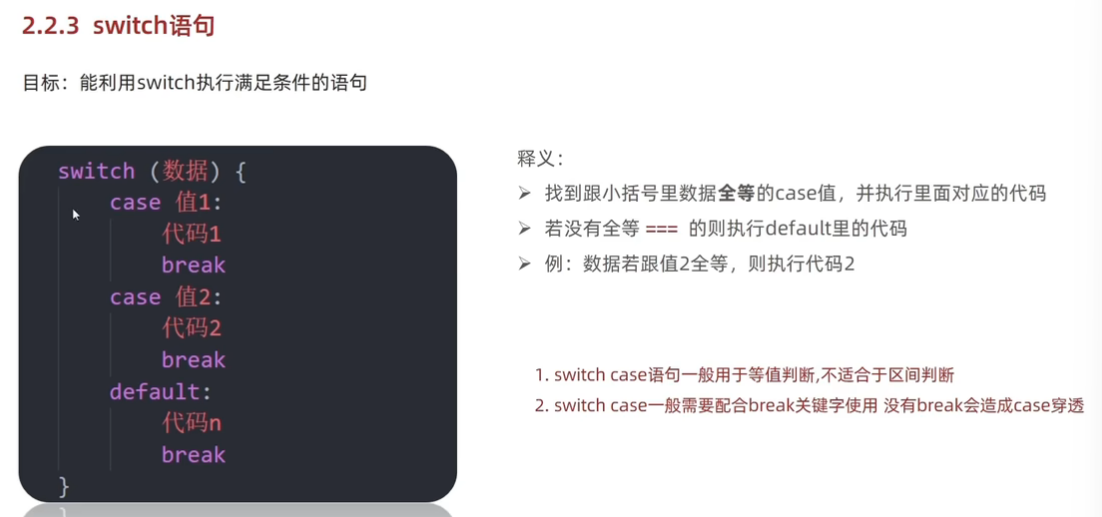 2.2.3 switch语句
目标：能利用switch执行满足条件的语句
switch (数据) {
case 值1:
代码1
break
case 值2:
代码2
break
default:
代码n
break
}
释义：
➢ 找到跟小括号里数据全等的case值，并执行里面对应的代码
➢ 若没有全等 === 的则执行default里的代码
➢ 例：数据若跟值2全等，则执行代码2
1. switch case语句一般用于等值判断,不适合于区间判断
2. switch case一般需要配合break关键字使用 没有break会造成case穿透